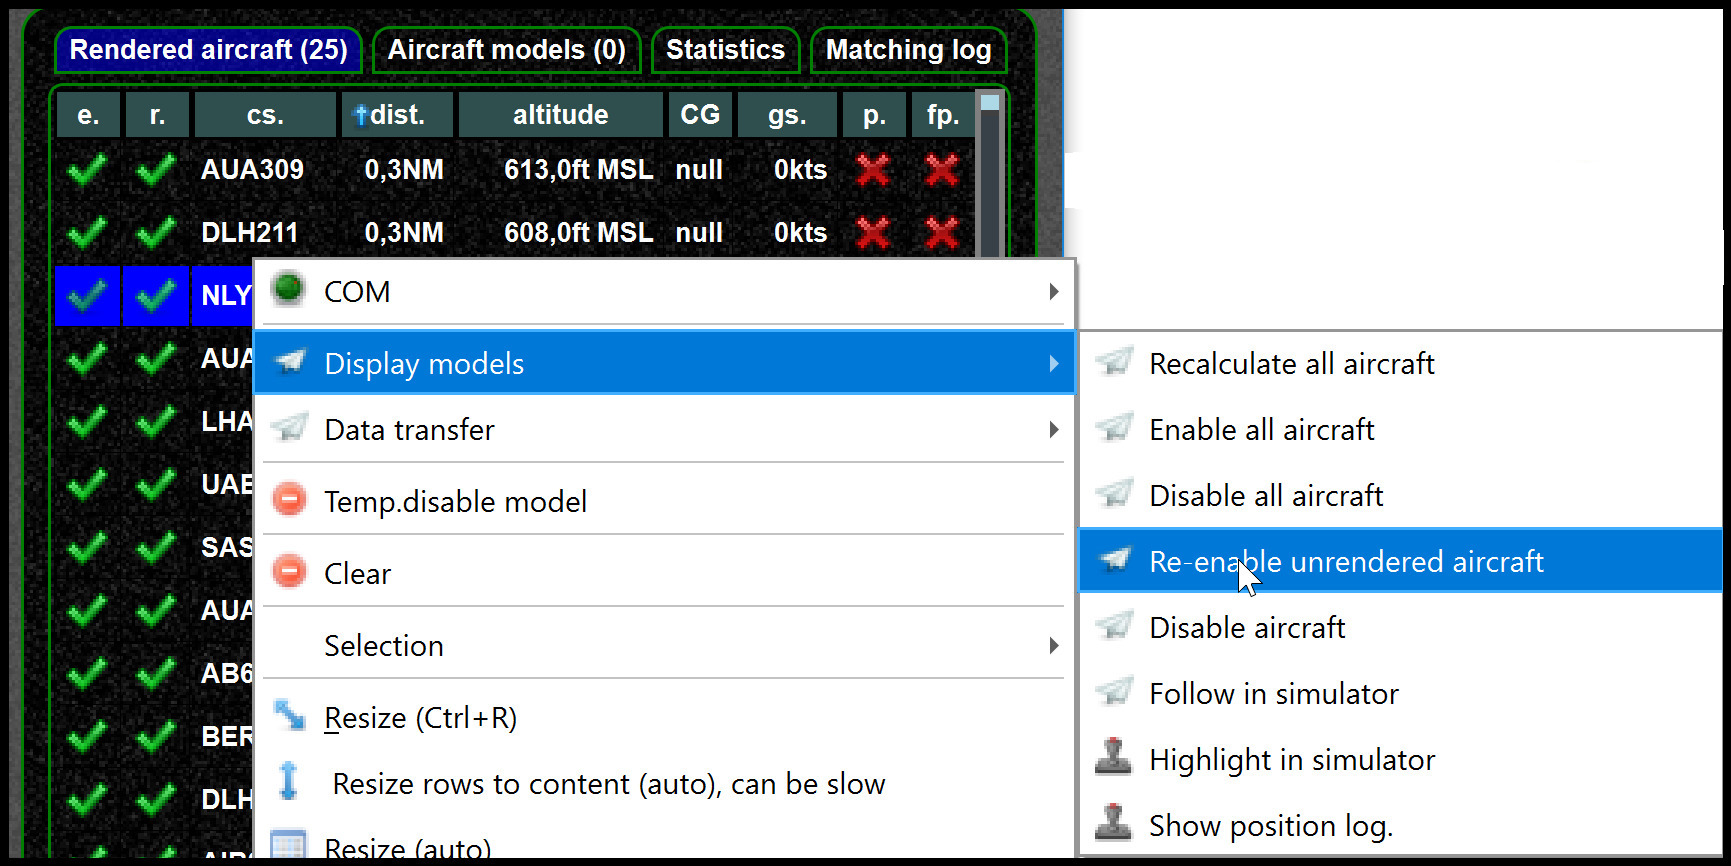 Rendered aircraft (25) Aircraft models (0) Statistics Matching log
e. r. cs. dist. altitude CG gs. p. fp.
AUA309 0,3NM 613,0ft MSL null 0kts
DLH211 0,3NM 608,0ft MSL null 0kts
NLY
AUA
LHA
UAE
SAS
AUA
AB6
BER
DLH
COM
Display models
Data transfer
Temp.disable model
Clear
Selection
Resize (Ctrl+R)
Resize rows to content (auto), can be slow
Resize (auto)
Recalculate all aircraft
Enable all aircraft
Disable all aircraft
Re-enable unrendered aircraft
Disable aircraft
Follow in simulator
Highlight in simulator
Show position log.